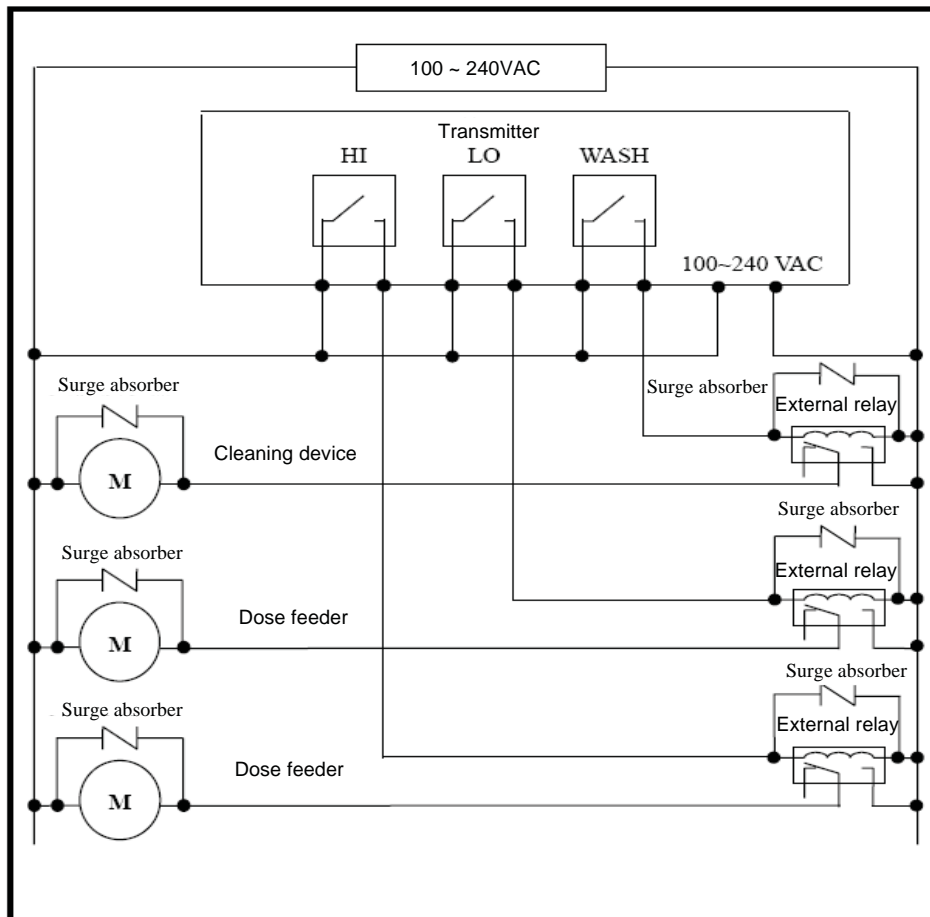 100 ~ 240VAC
Transmitter
HI LO WASH
100~240 VAC
Surge absorber
Surge absorber
External relay
Cleaning device
M
Surge absorber
Surge absorber
External relay
Dose feeder
M
Surge absorber
Surge absorber
External relay
Dose feeder
M